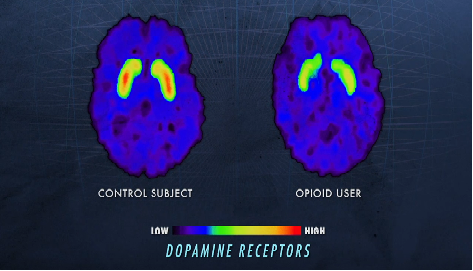 CONTROL SUBJECT
OPIOID USER
LOW HIGH
DOPAMINE RECEPTORS